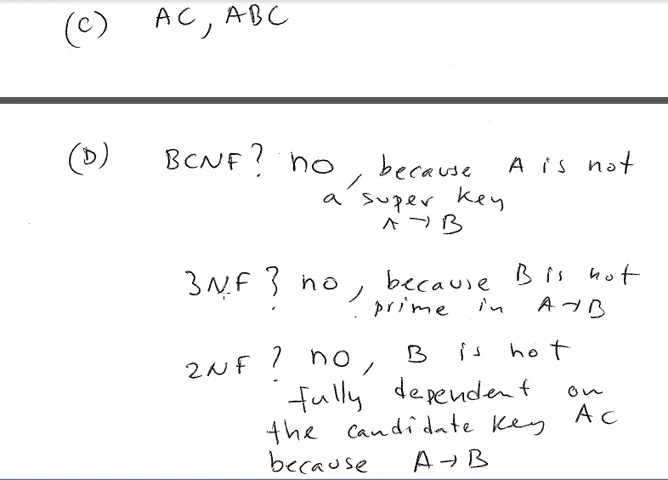 (C) AC, ABC
(D) BCNF? no, because A is not
a super key
A → B
3NF? no, because B is not
prime in A → B
2NF? no, B is not
fully dependent on
the candidate key AC
because A → B